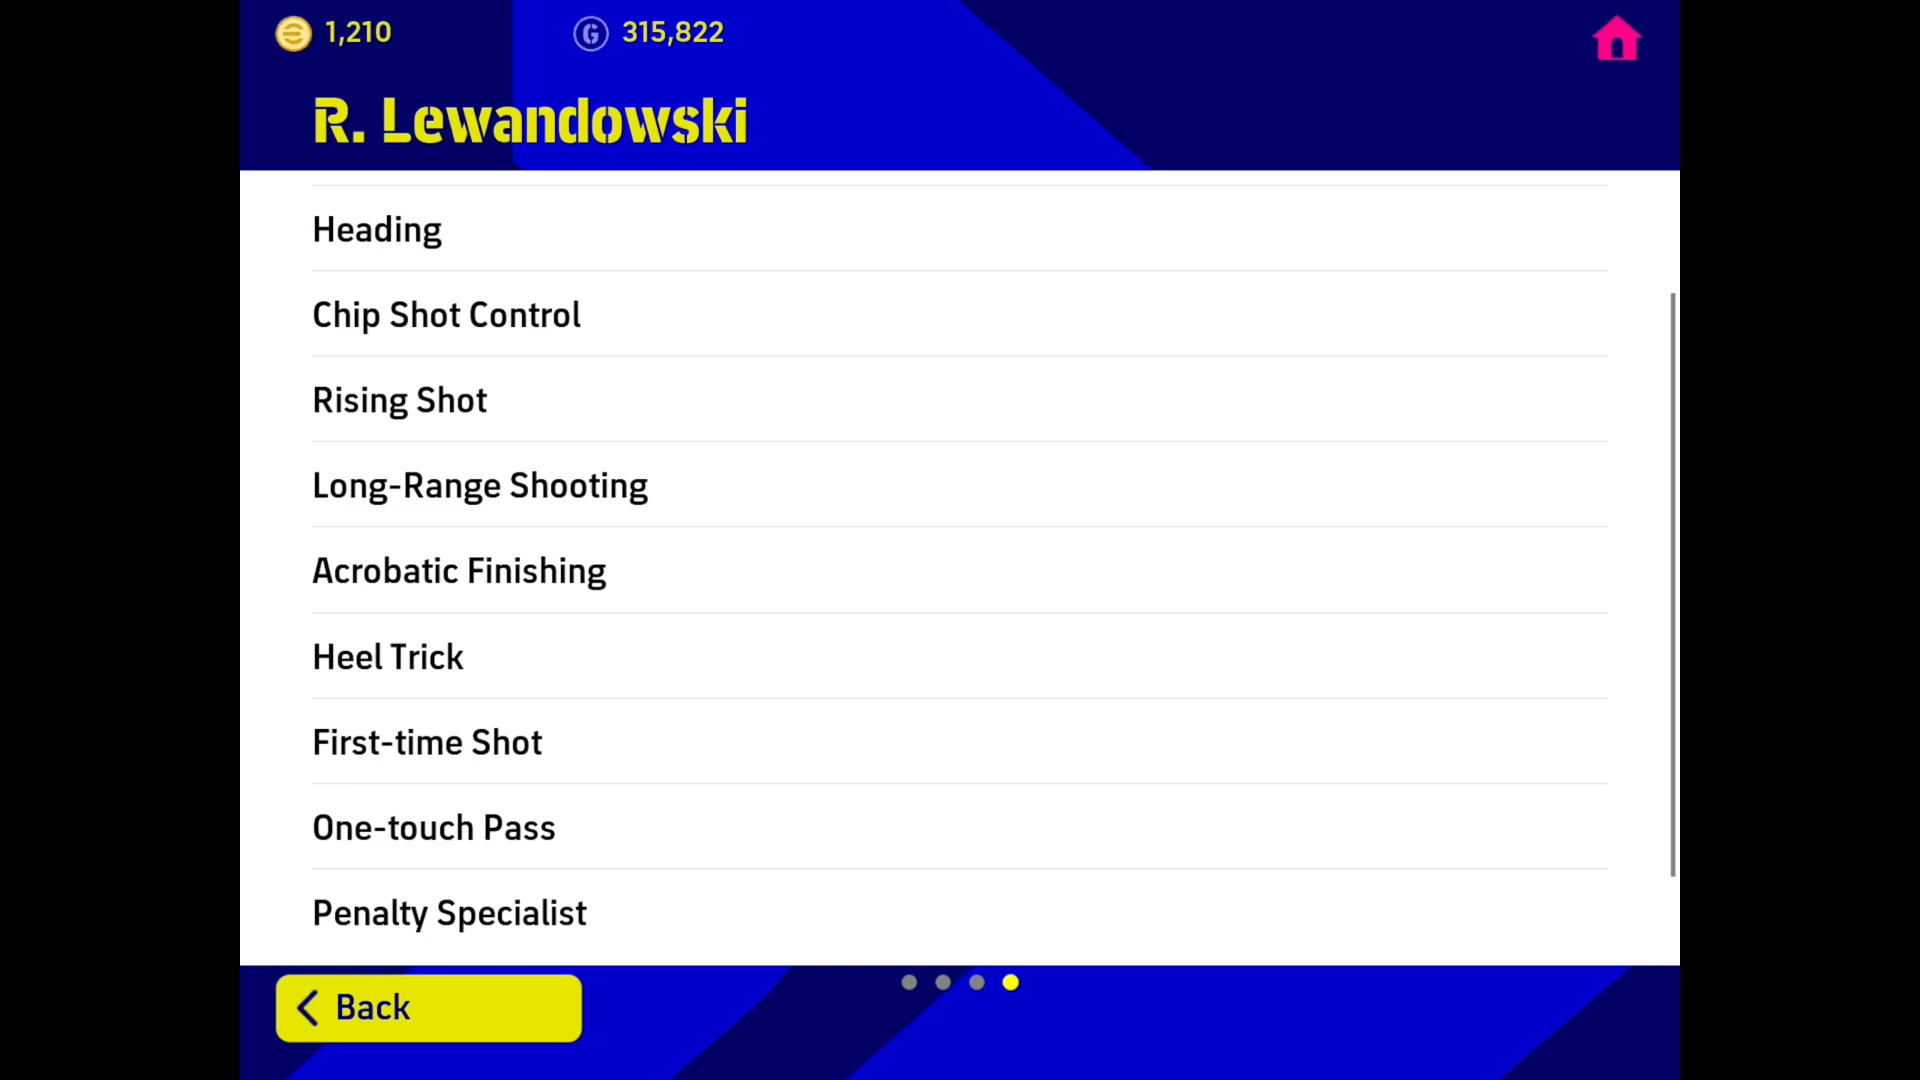 1,210
G 315,822
R. Lewandowski
Heading
Chip Shot Control
Rising Shot
Long-Range Shooting
Acrobatic Finishing
Heel Trick
First-time Shot
One-touch Pass
Penalty Specialist
Back